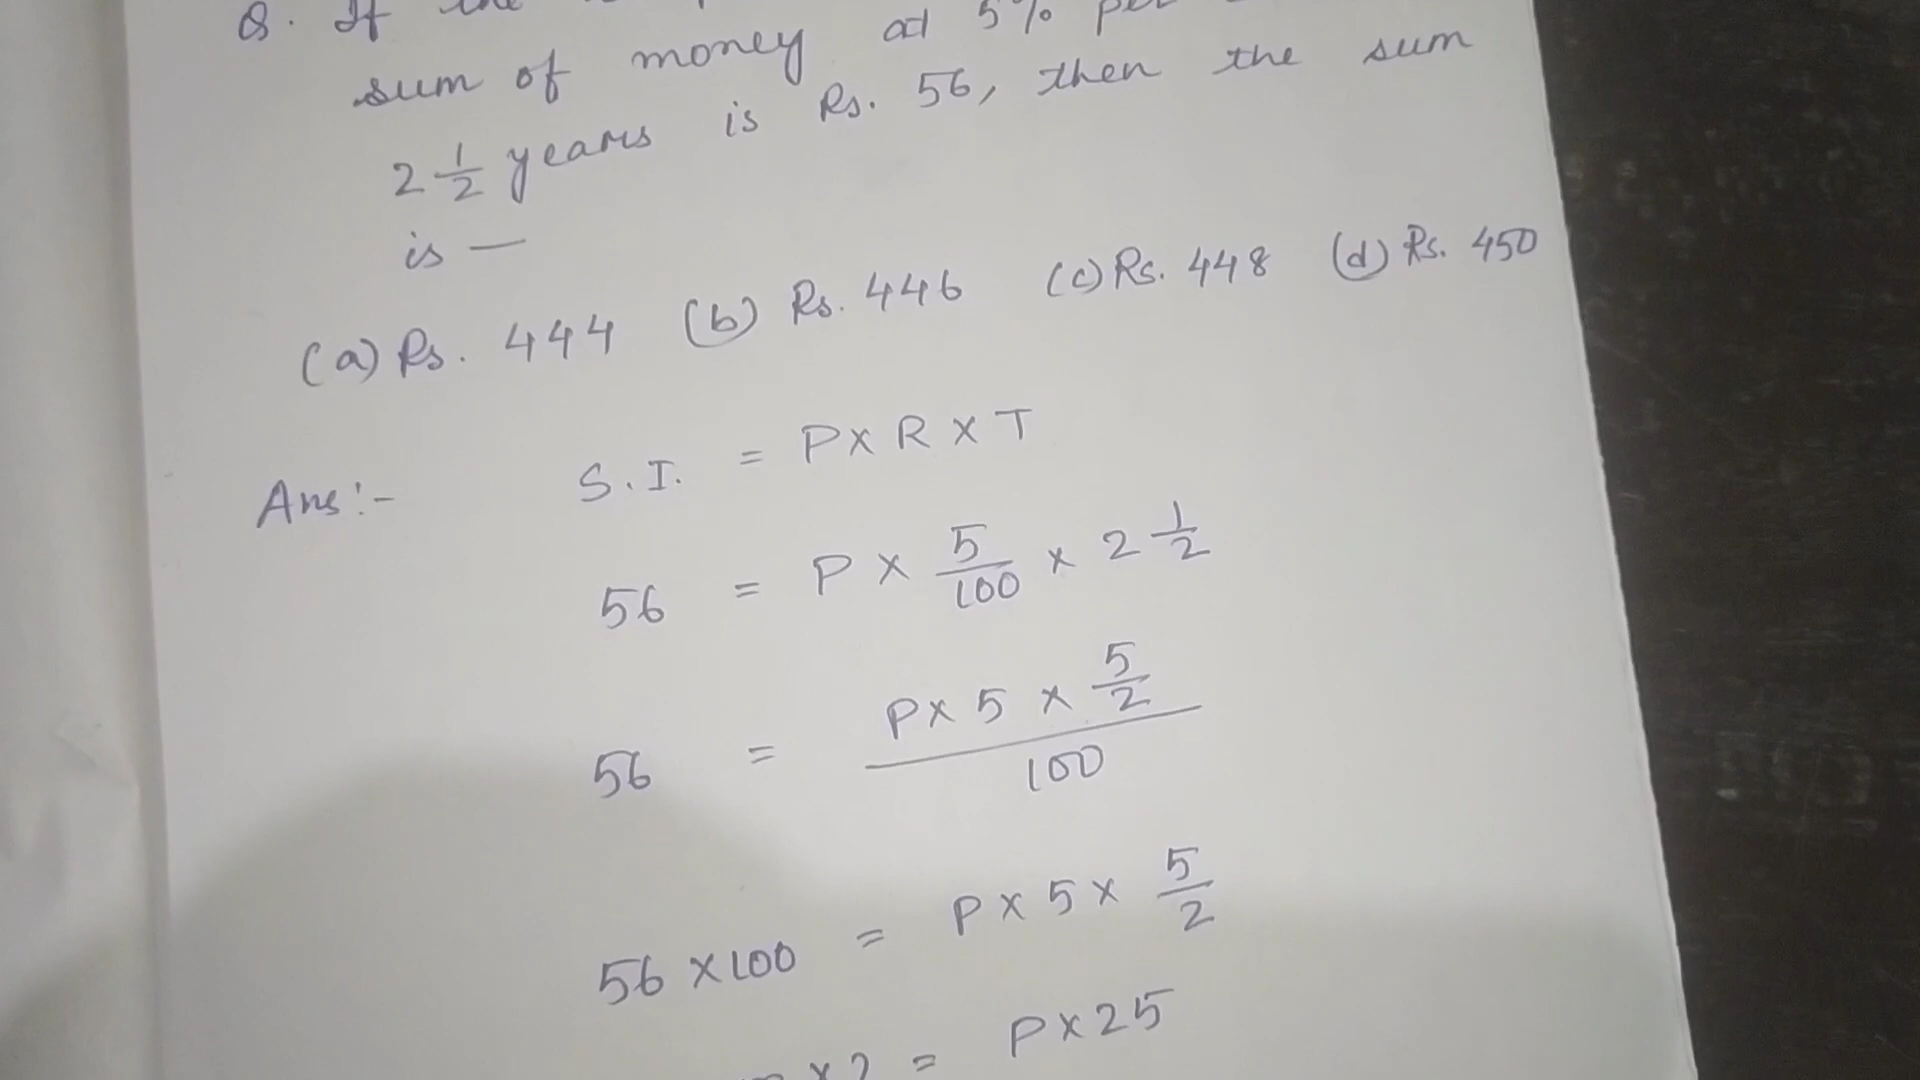 Q. If the
sum of money at 5% per
2 1/2 years is Rs. 56, then the sum
is —
(a) Rs. 444 (b) Rs. 446 (c) Rs. 448 (d) Rs. 450
Ans:- S.I. = P X R X T
56 = P X 5/100 x 2 1/2
56 = P X 5 x 5/2 / 100
56 X 100 = P X 5 X 5/2
x 2 = P X 25